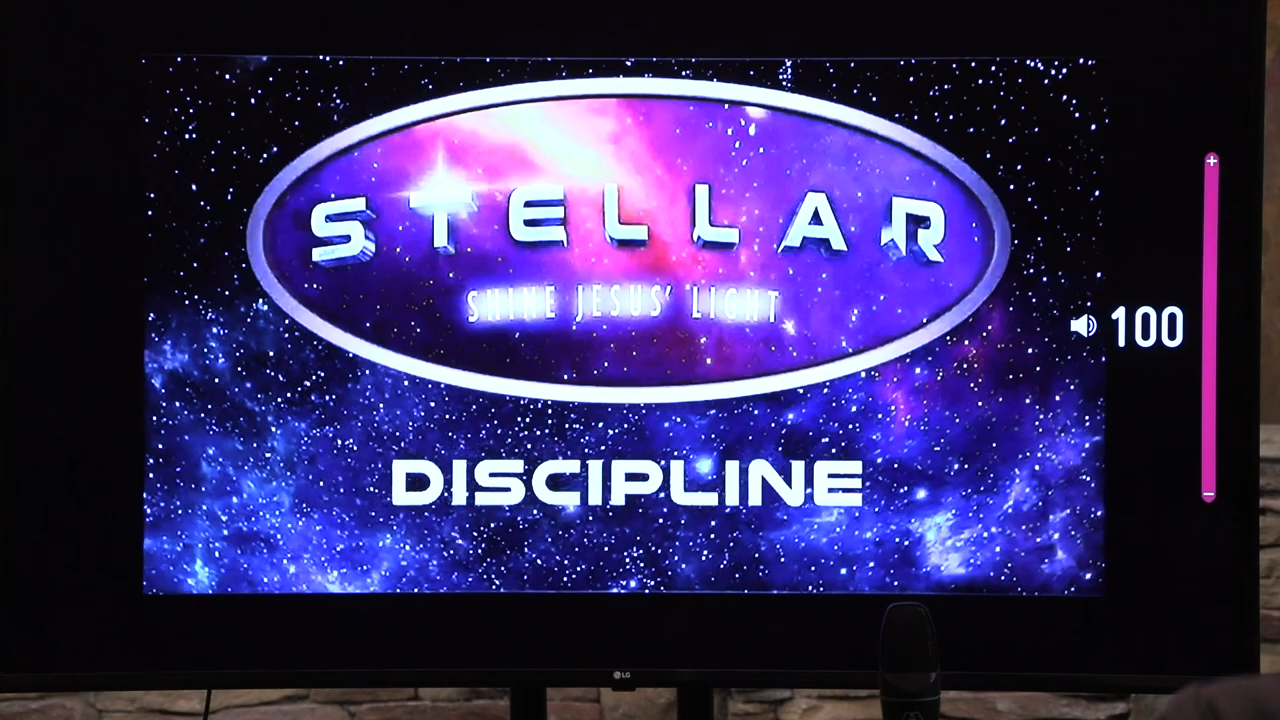 STELLAR
SHINE JESUS' LIGHT
100
DISCIPLINE
LG